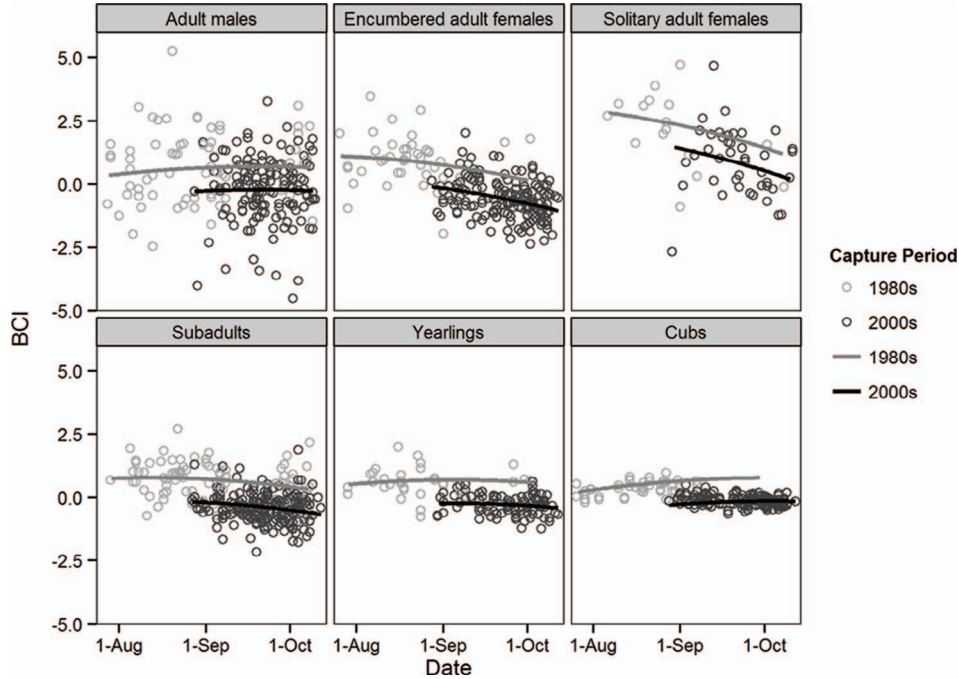 Adult males
Encumbered adult females
Solitary adult females
5.0
2.5
0.0
-2.5
-5.0
BCI
Subadults
Yearlings
Cubs
5.0
2.5
0.0
-2.5
-5.0
1-Aug 1-Sep 1-Oct
1-Aug 1-Sep 1-Oct
1-Aug 1-Sep 1-Oct
Date
Capture Period
1980s
2000s
1980s
2000s